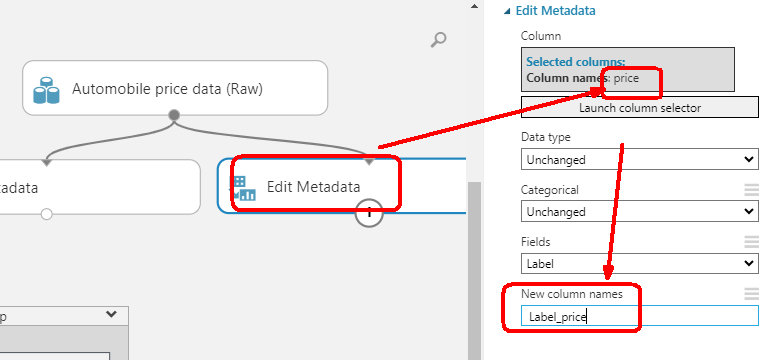 Automobile price data (Raw)
adata
Edit Metadata
1
p
Edit Metadata
Column
Selected columns:
Column names: price
Launch column selector
Data type
Unchanged
Categorical
Unchanged
Fields
Label
New column names
Label_price